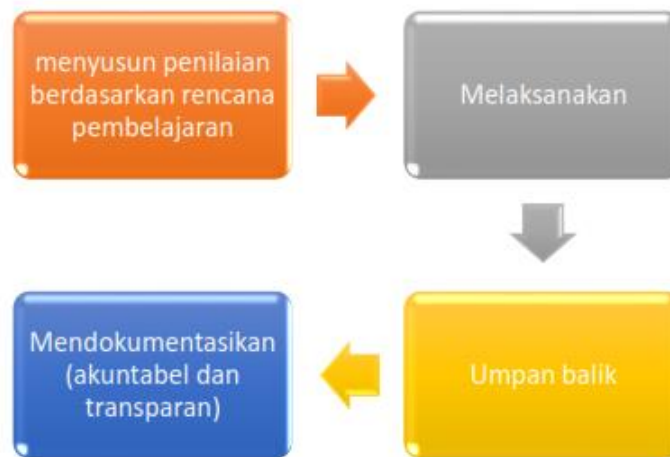 menyusun penilaian
berdasarkan rencana
pembelajaran
Melaksanakan
Umpan balik
Mendokumentasikan
(akuntabel dan
transparan)